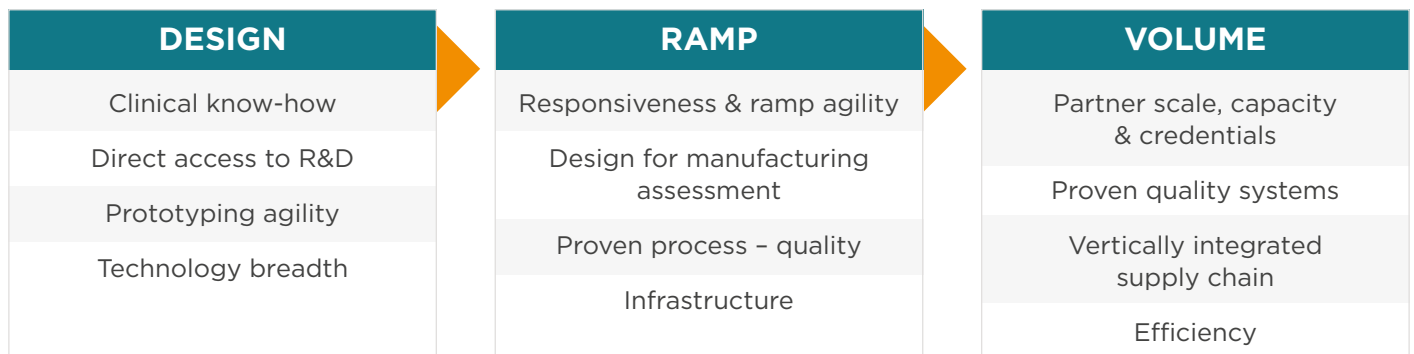 DESIGN
Clinical know-how
Direct access to R&D
Prototyping agility
Technology breadth
RAMP
Responsiveness & ramp agility
Design for manufacturing
assessment
Proven process – quality
Infrastructure
VOLUME
Partner scale, capacity
& credentials
Proven quality systems
Vertically integrated
supply chain
Efficiency